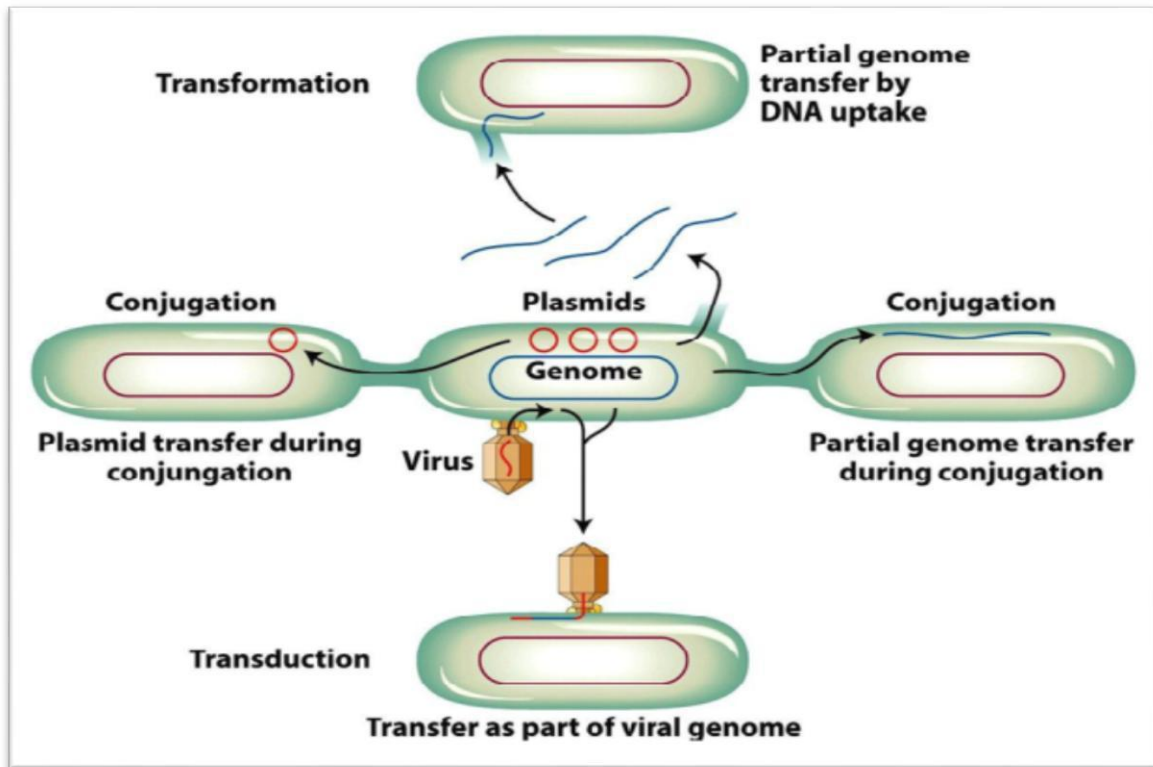 Transformation
Partial genome
transfer by
DNA uptake
Conjugation
Plasmids
Conjugation
Genome
Plasmid transfer during
conjungation
Virus
Partial genome transfer
during conjugation
Transduction
Transfer as part of viral genome